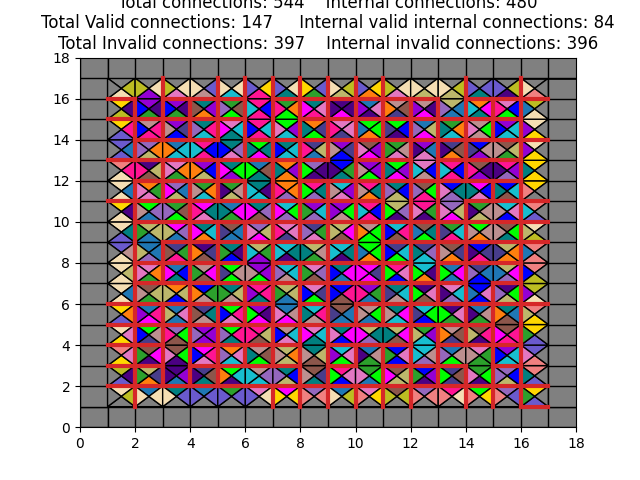 Total connections: 544    Internal connections: 480
Total Valid connections: 147    Internal valid internal connections: 84
Total Invalid connections: 397    Internal invalid connections: 396
18
16
14
12
10
8
6
4
2
0
0 2 4 6 8 10 12 14 16 18